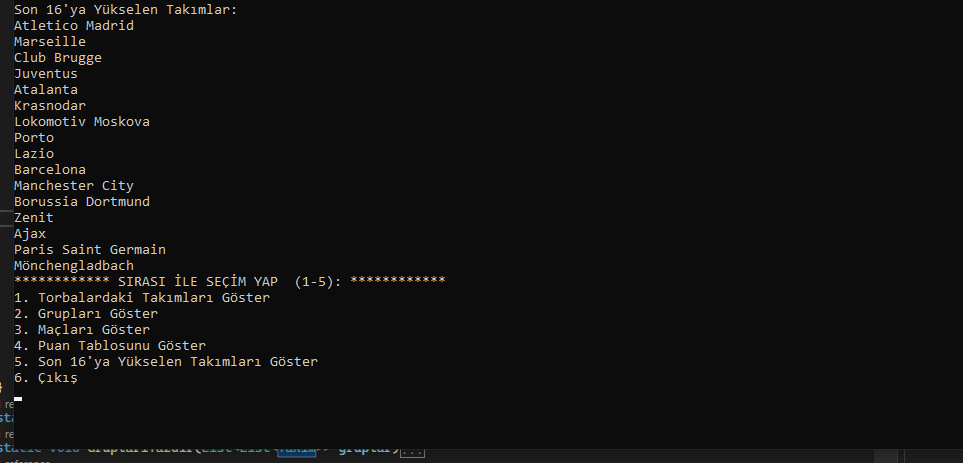 Son 16'ya Yükselen Takımlar:
Atletico Madrid
Marseille
Club Brugge
Juventus
Atalanta
Krasnodar
Lokomotiv Moskova
Porto
Lazio
Barcelona
Manchester City
Borussia Dortmund
Zenit
Ajax
Paris Saint Germain
Mönchengladbach
************ SIRASI İLE SEÇİM YAP  (1-5): ************
1. Torbalardaki Takımları Göster
2. Grupları Göster
3. Maçları Göster
4. Puan Tablosunu Göster
5. Son 16'ya Yükselen Takımları Göster
6. Çıkış
}
re
sta
re